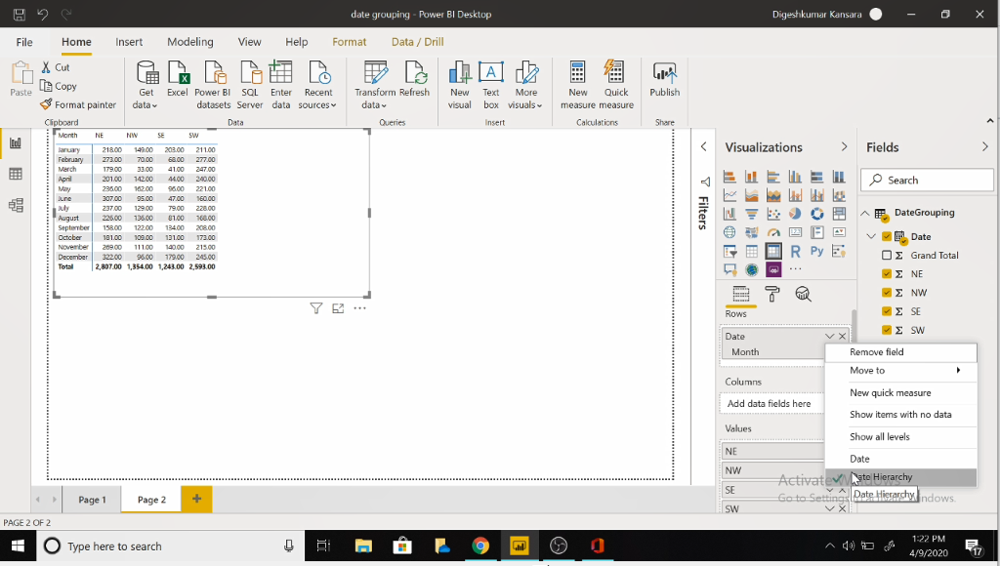 date grouping - Power BI Desktop
Digeshkumar Kansara
File Home Insert Modeling View Help Format Data / Drill
Paste
Cut
Copy
Format painter
Get data
Excel
Power BI datasets
SQL Server
Enter data
Recent sources
Transform data
Refresh
New visual
A
Text box
More visuals
New measure
Quick measure
Publish
Clipboard Data Queries Insert Calculations Share
Month NE NW SE SW
January 218.00 149.00 203.00 211.00
February 273.00 70.00 68.00 277.00
March 179.00 33.00 41.00 247.00
April 201.00 142.00 44.00 240.00
May 236.00 162.00 96.00 221.00
June 307.00 95.00 47.00 160.00
July 237.00 129.00 79.00 228.00
August 226.00 136.00 81.00 168.00
September 158.00 122.00 134.00 208.00
October 181.00 109.00 131.00 173.00
November 269.00 111.00 140.00 215.00
December 322.00 96.00 179.00 245.00
Total 2,807.00 1,354.00 1,243.00 2,593.00
Filters
Visualizations
R Py
Rows
Date
Month
Columns
Add data fields here
Values
NE
NW
SE
SW
Fields
Search
DateGrouping
Date
Σ Grand Total
Σ NE
Σ NW
Σ SE
Σ SW
Remove field
Move to
New quick measure
Show items with no data
Show all levels
Date
Date Hierarchy
Date Hierarchy
Activate Windows
Go to Settings to activate Windows.
Page 1 Page 2 +
PAGE 2 OF 2
Type here to search
1:22 PM
4/9/2020
17